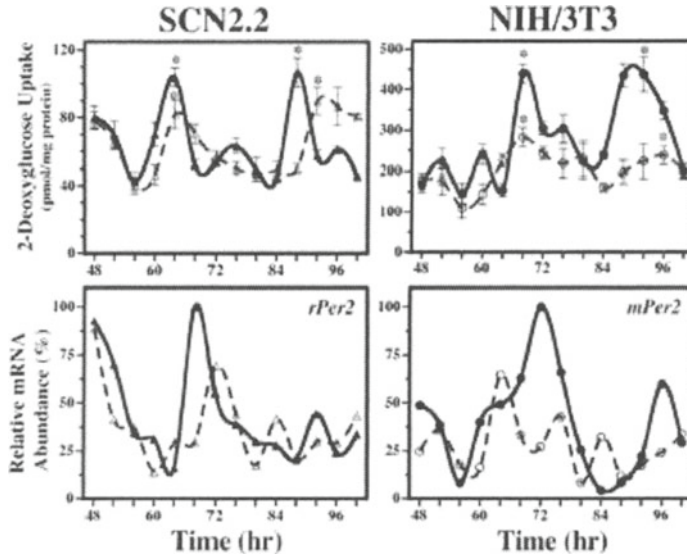 SCN2.2
NIH/3T3
2-Deoxyglucose Uptake
(pmol/mg protein)
120
80
40
0
48 60 72 84 96
500
400
300
200
100
0
48 60 72 84 96
Relative mRNA
Abundance (%)
rPer2
100
75
50
25
0
48 60 72 84 96
Time (hr)
mPer2
100
75
50
25
0
48 60 72 84 96
Time (hr)